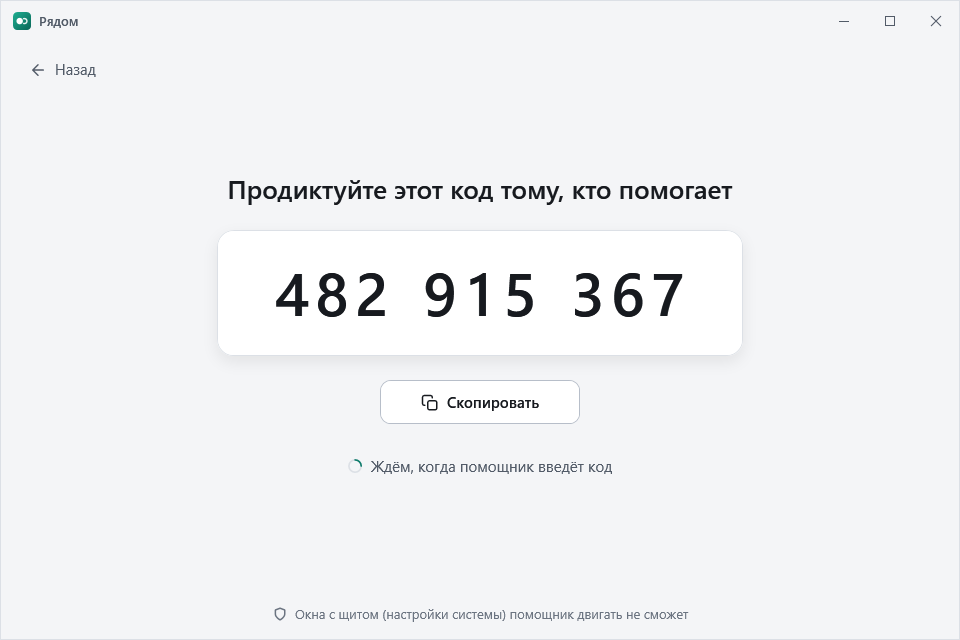 Рядом
Назад
Продиктуйте этот код тому, кто помогает
482 915 367
Скопировать
Ждём, когда помощник введёт код
Окна с щитом (настройки системы) помощник двигать не сможет